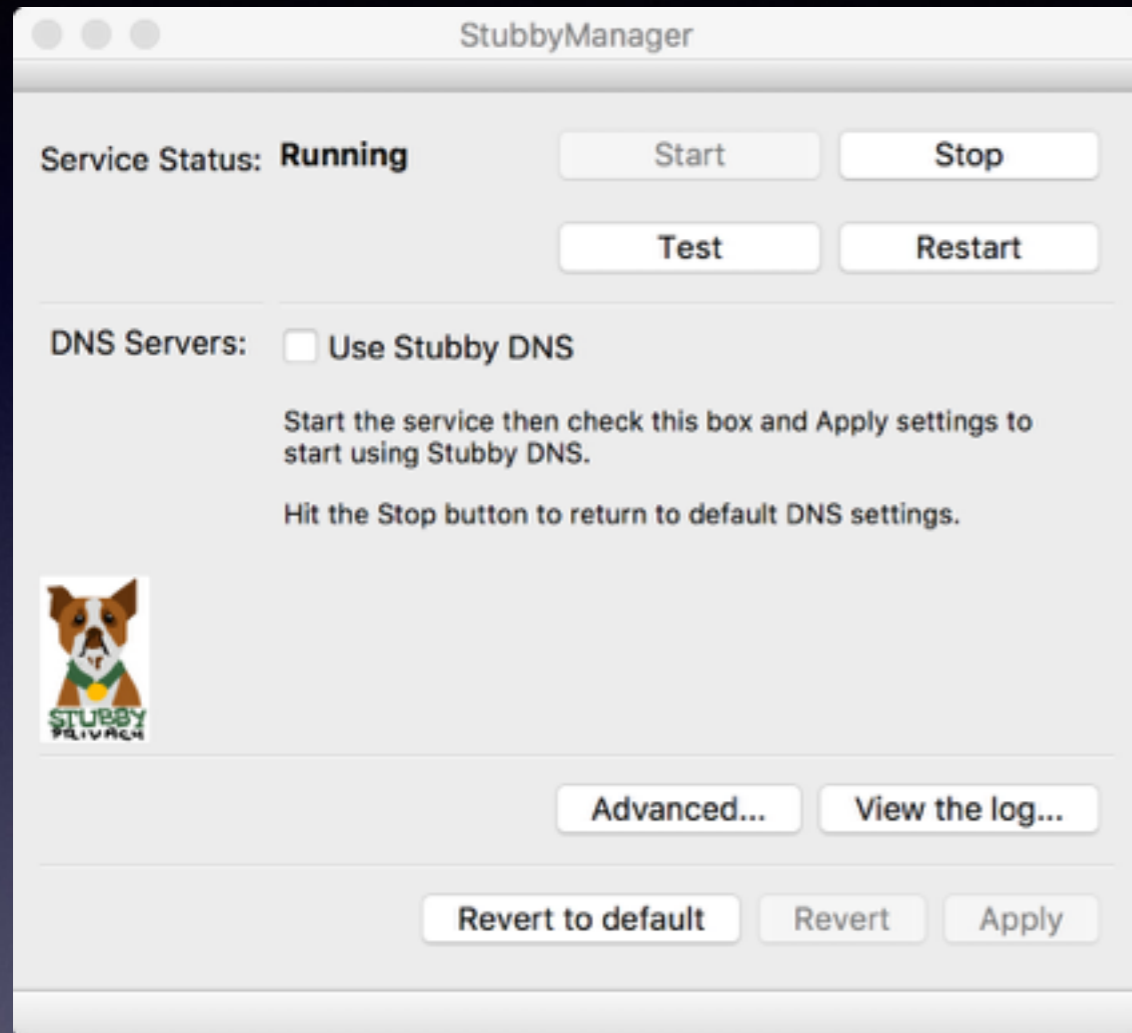 StubbyManager
Service Status: Running Start Stop
Test Restart
DNS Servers: Use Stubby DNS
Start the service then check this box and Apply settings to
start using Stubby DNS.
Hit the Stop button to return to default DNS settings.
STUBBY
PRIVACY
Advanced... View the log...
Revert to default Revert Apply